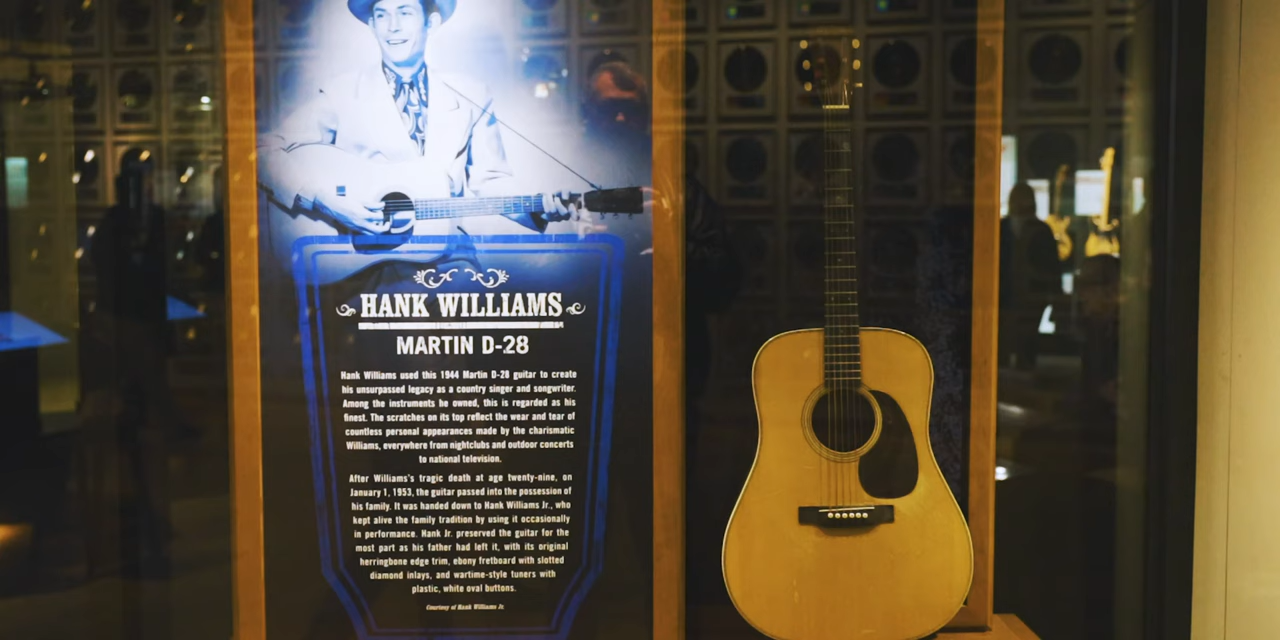 HANK WILLIAMS
MARTIN D-28
Hank Williams used this 1944 Martin D-28 guitar to create
his unsurpassed legacy as a country singer and songwriter.
Among the instruments he owned, this is regarded as his
finest. The scratches on its top reflect the wear and tear of
countless personal appearances made by the charismatic
Williams, everywhere from nightclubs and outdoor concerts
to national television.
After Williams's tragic death at age twenty-nine, on
January 1, 1953, the guitar passed into the possession of
his family. It was handed down to Hank Williams Jr., who
kept alive the family tradition by using it occasionally
in performance. Hank Jr. preserved the guitar for the
most part as his father had left it, with its original
herringbone edge trim, ebony fretboard with slotted
diamond inlays, and wartime-style tuners with
plastic, white oval buttons.
Courtesy of Hank Williams Jr.